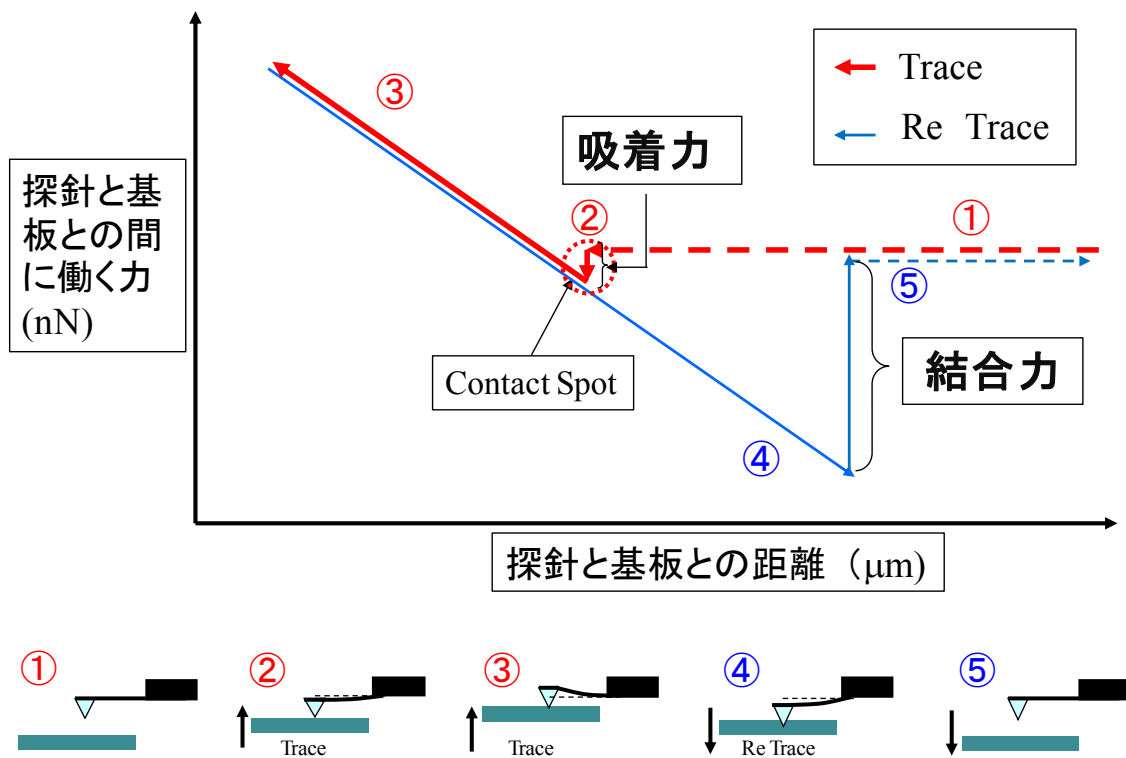 Trace
Re Trace
③
吸着力
探針と基
板との間
に働く力
(nN)
②
①
⑤
Contact Spot
結合力
④
探針と基板との距離 (μm)
①
②
③
④
⑤
Trace
Trace
Re Trace